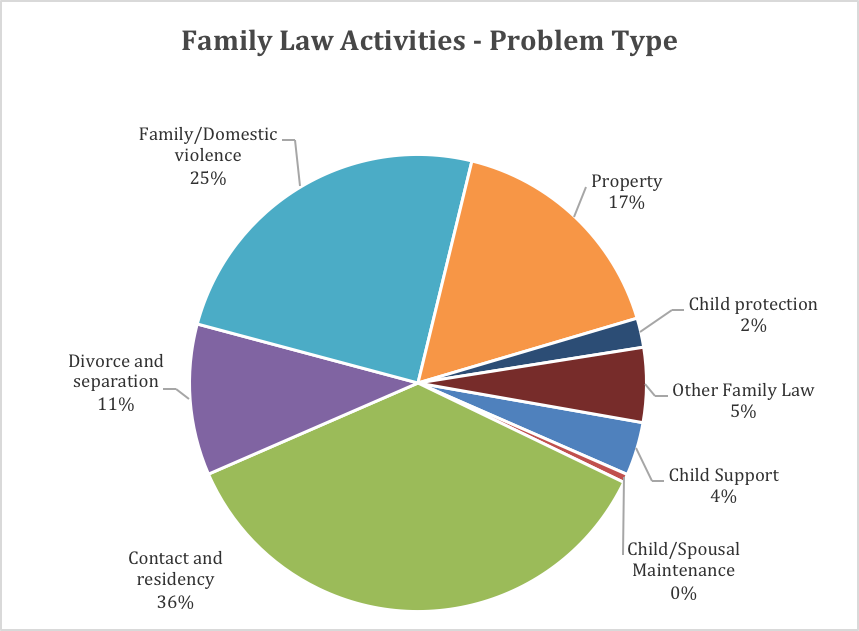 Family Law Activities - Problem Type
Family/Domestic
violence
25%
Property
17%
Child protection
2%
Other Family Law
5%
Child Support
4%
Child/Spousal
Maintenance
0%
Contact and
residency
36%
Divorce and
separation
11%